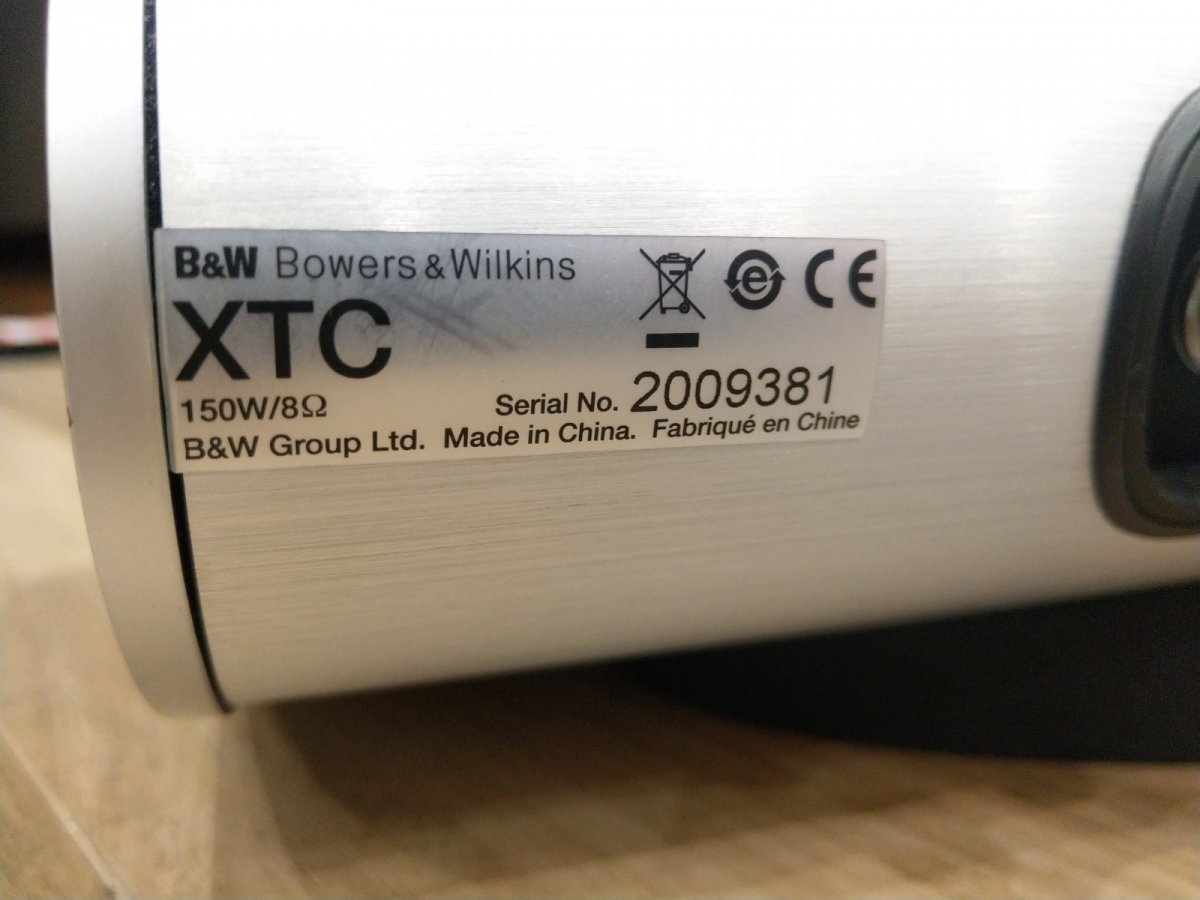 B&W Bowers & Wilkins
XTC
150W/8Ω
Serial No. 2009381
B&W Group Ltd. Made in China. Fabriqué en Chine